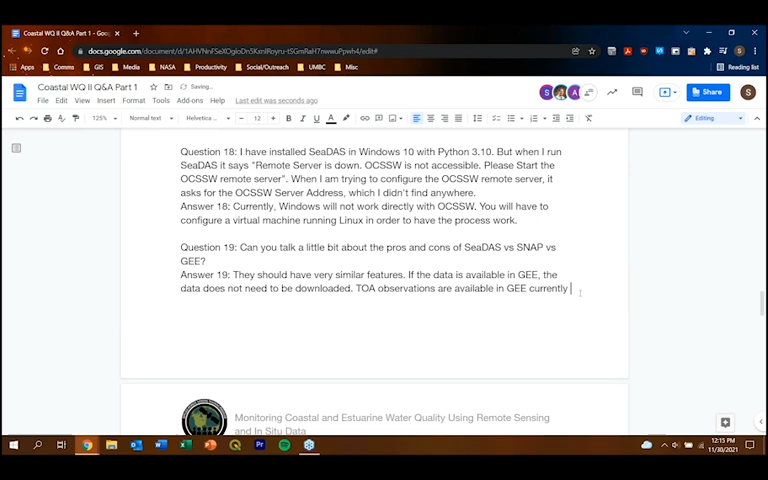 Coastal WQ II Q&A Part 1 - Goo
docs.google.com/document/d/
Apps Comms GIS Media NASA Productivity Social/Outreach UMBC Misc Reading list
Coastal WQ II Q&A Part 1 Saving...
File Edit View Insert Format Tools Add-ons Help Last edit was seconds ago
Share S
125% Normal text Helvetica ... 12 Editing
Question 18: I have installed SeaDAS in Windows 10 with Python 3.10. But when I run
SeaDAS it says "Remote Server is down. OCSSW is not accessible. Please Start the
OCSSW remote server". When I am trying to configure the OCSSW remote server, it
asks for the OCSSW Server Address, which I didn't find anywhere.
Answer 18: Currently, Windows will not work directly with OCSSW. You will have to
configure a virtual machine running Linux in order to have the process work.
Question 19: Can you talk a little bit about the pros and cons of SeaDAS vs SNAP vs
GEE?
Answer 19: They should have very similar features. If the data is available in GEE, the
data does not need to be downloaded. TOA observations are available in GEE currently
Monitoring Coastal and Estuarine Water Quality Using Remote Sensing
and In Situ Data
12:15 PM
11/30/2021